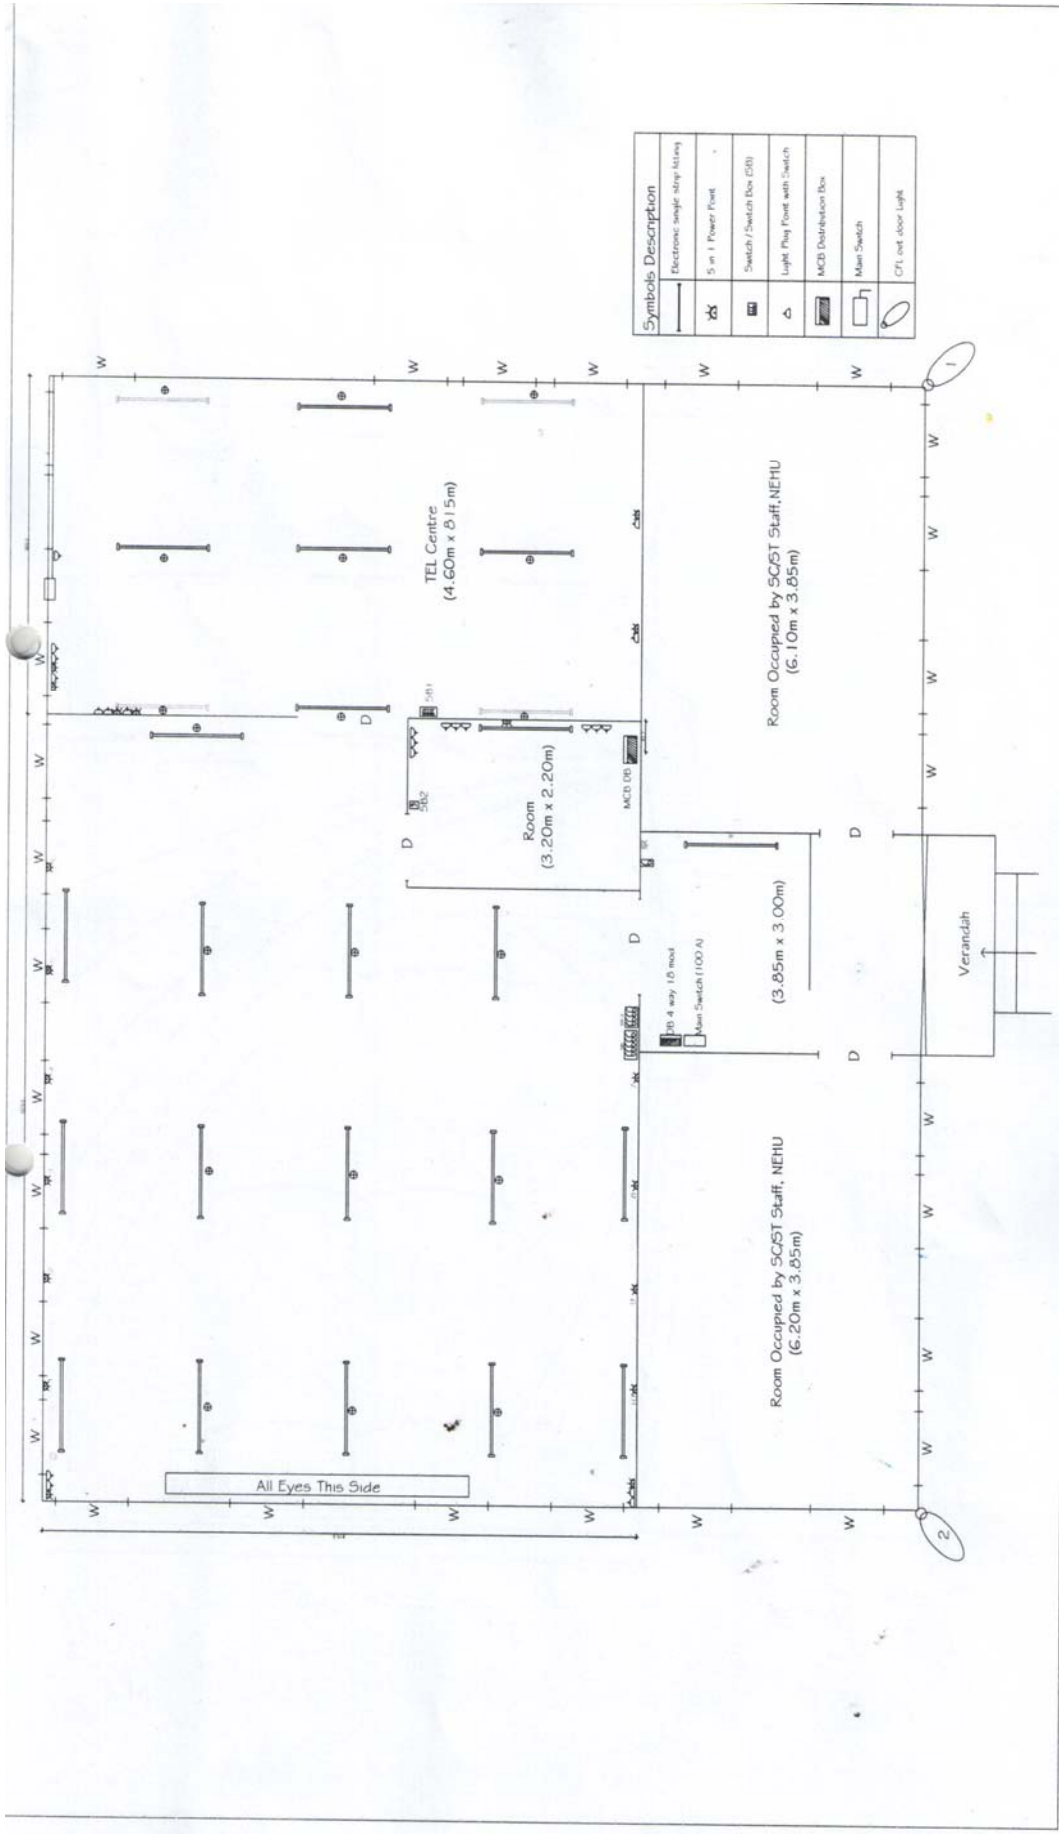 Symbols Description
Electronic single strip fitting
5 in 1 Power Point
Switch / Switch Box (SB)
Light Plug Point with Switch
MCB Distribution Box
Main Switch
CFL out door Light
W
W
W
W
W
W
1
TEL Centre
(4.60m x 815m)
SB1
D
SB2
D
Room
(3.20m x 2.20m)
MCB DB
Room Occupied by SC/ST Staff,NEHU
(6.10m x 3.85m)
W
W
W
W
D
D
DB 4 way 18 mod
Main Switch (100 A)
(3.85m x 3.00m)
D
Verandah
W
W
W
W
W
W
W
W
All Eyes This Side
Room Occupied by SC/ST Staff, NEHU
(6.20m x 3.85m)
W
W
W
W
W
W
W
W
W
W
2